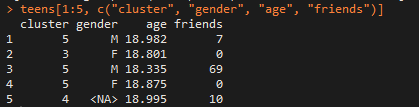 > teens[1:5, c("cluster", "gender", "age", "friends")]
cluster gender age friends
1 5 M 18.982 7
2 3 F 18.801 0
3 5 M 18.335 69
4 5 F 18.875 0
5 4 <NA> 18.995 10